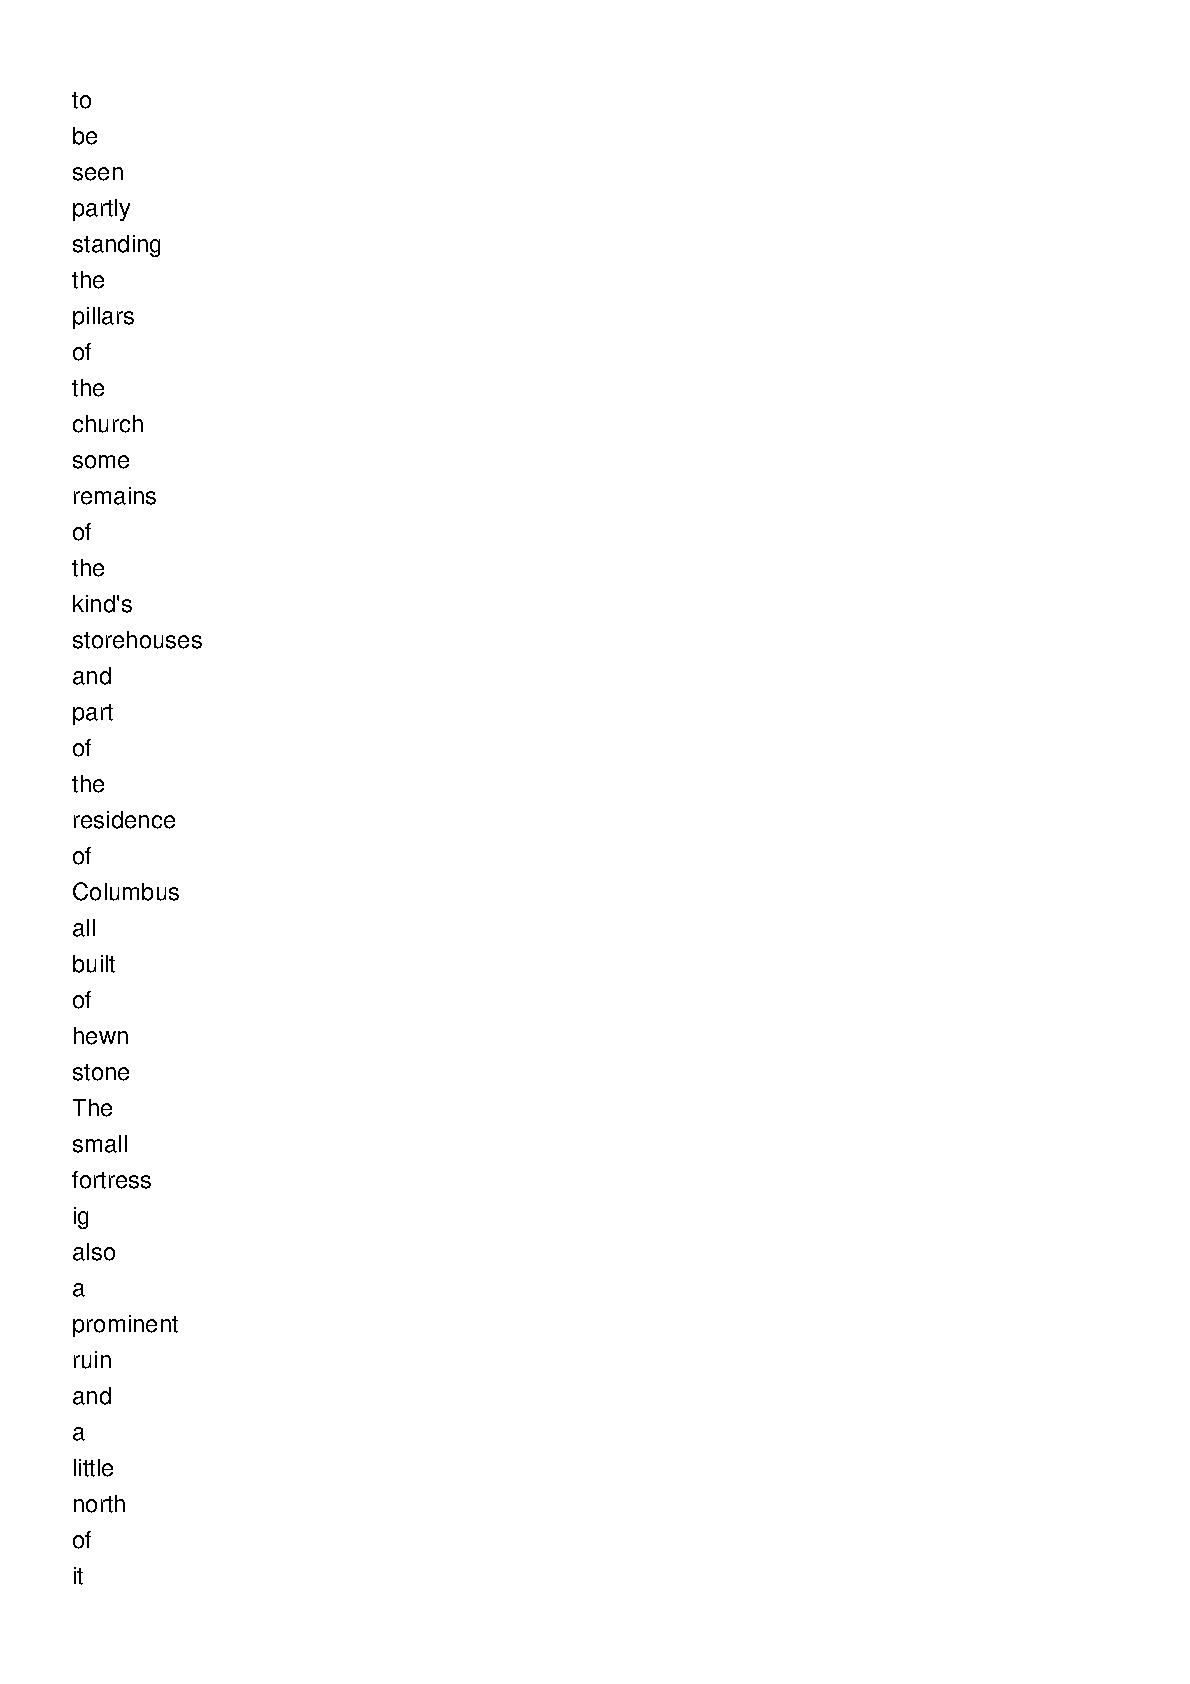 to
be
seen
partly
standing
the
pillars
of
the
church
some
remains
of
the
kind's
storehouses
and
part
of
the
residence
of
Columbus
all
built
of
hewn
stone
The
small
fortress
ig
also
a
prominent
ruin
and
a
little
north
of
it